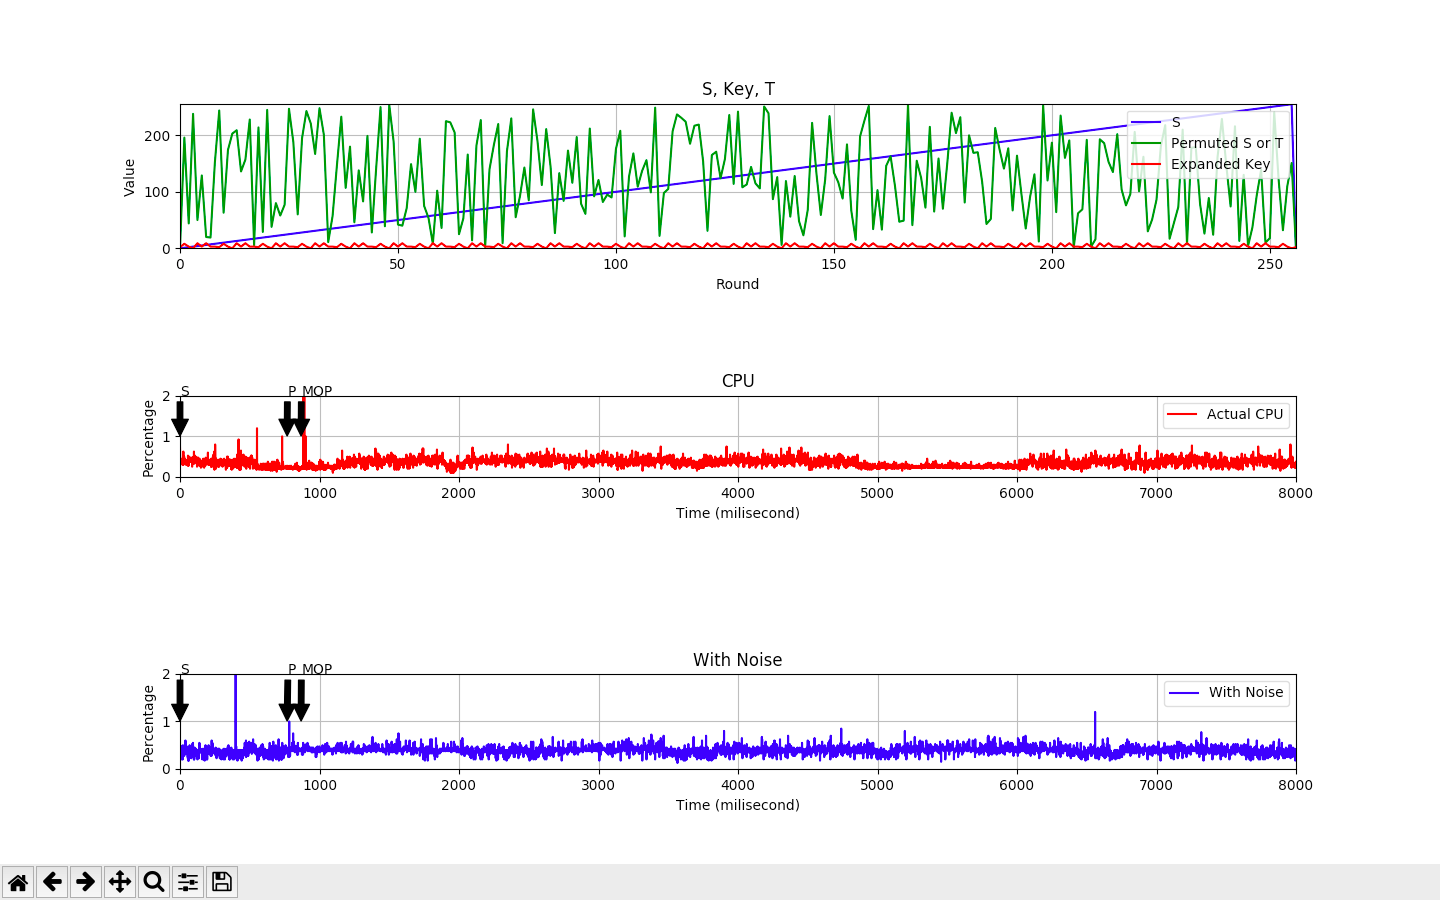 S, Key, T
Value
200
100
0
S
Permuted S or T
Expanded Key
0 50 100 150 200 250
Round
CPU
S P MOP
Percentage
2
1
0
Actual CPU
0 1000 2000 3000 4000 5000 6000 7000 8000
Time (milisecond)
With Noise
S P MOP
Percentage
2
1
0
With Noise
0 1000 2000 3000 4000 5000 6000 7000 8000
Time (milisecond)